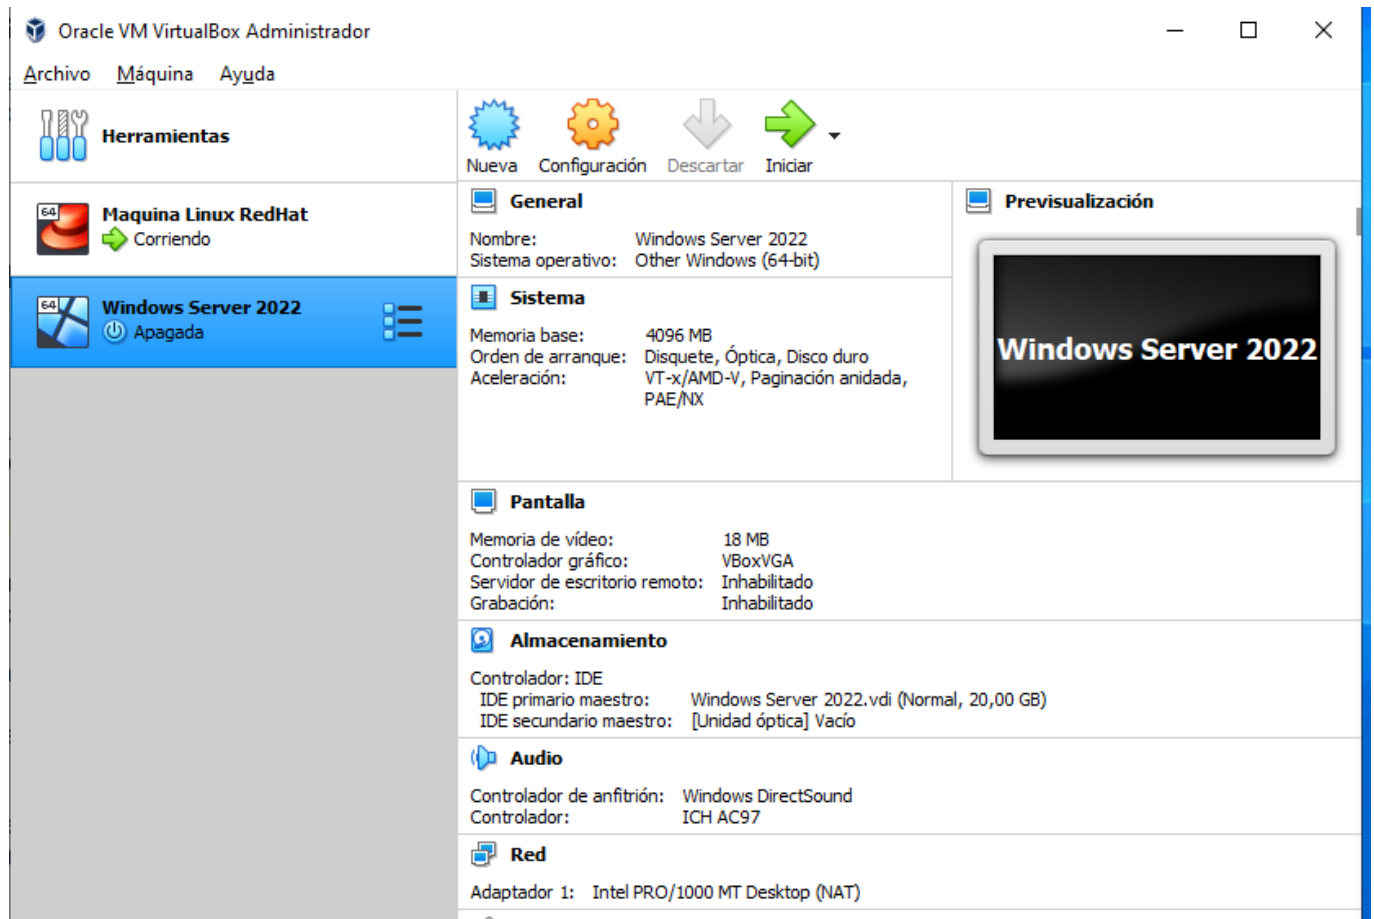 Oracle VM VirtualBox Administrador
Archivo Máquina Ayuda
Herramientas
64
Maquina Linux RedHat
Corriendo
64
Windows Server 2022
Apagada
Nueva Configuración Descartar Iniciar
General
Nombre: Windows Server 2022
Sistema operativo: Other Windows (64-bit)
Sistema
Memoria base: 4096 MB
Orden de arranque: Disquete, Óptica, Disco duro
Aceleración: VT-x/AMD-V, Paginación anidada,
PAE/NX
Previsualización
Windows Server 2022
Pantalla
Memoria de vídeo: 18 MB
Controlador gráfico: VBoxVGA
Servidor de escritorio remoto: Inhabilitado
Grabación: Inhabilitado
Almacenamiento
Controlador: IDE
IDE primario maestro: Windows Server 2022.vdi (Normal, 20,00 GB)
IDE secundario maestro: [Unidad óptica] Vacío
Audio
Controlador de anfitrión: Windows DirectSound
Controlador: ICH AC97
Red
Adaptador 1: Intel PRO/1000 MT Desktop (NAT)